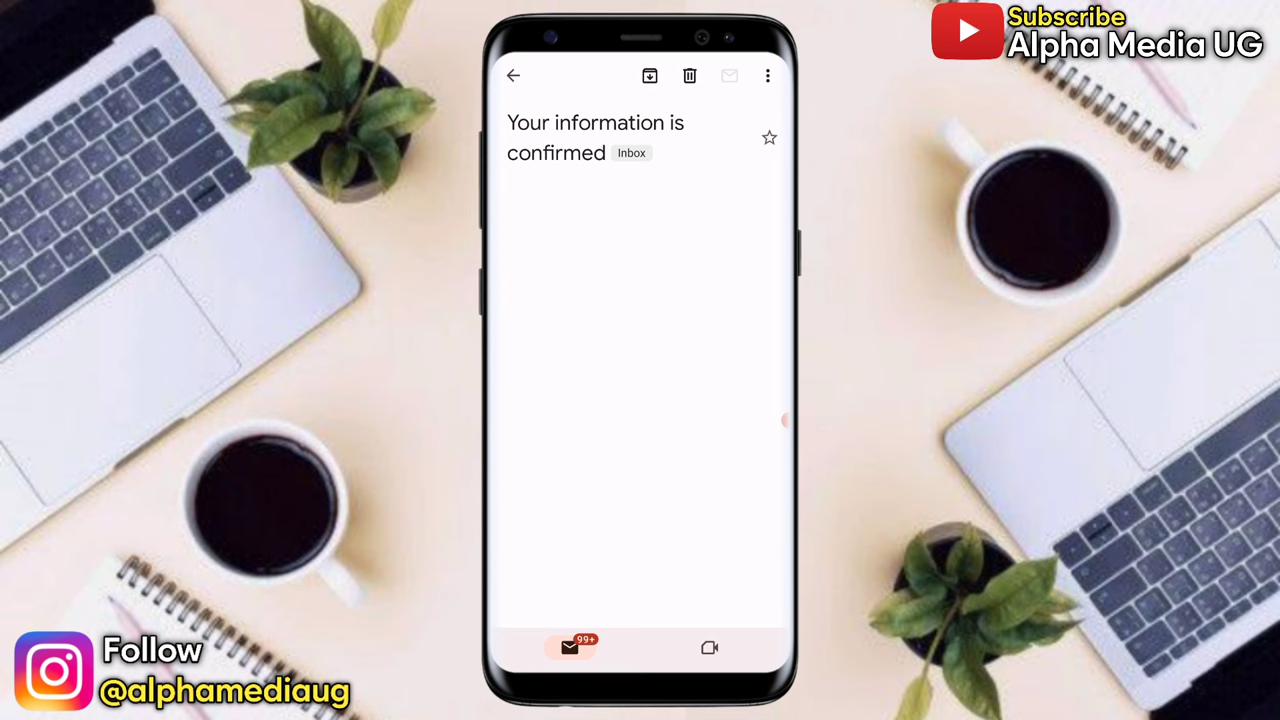 Subscribe
Alpha Media UG
Your information is
confirmed Inbox
99+
Follow
@alphamediaug